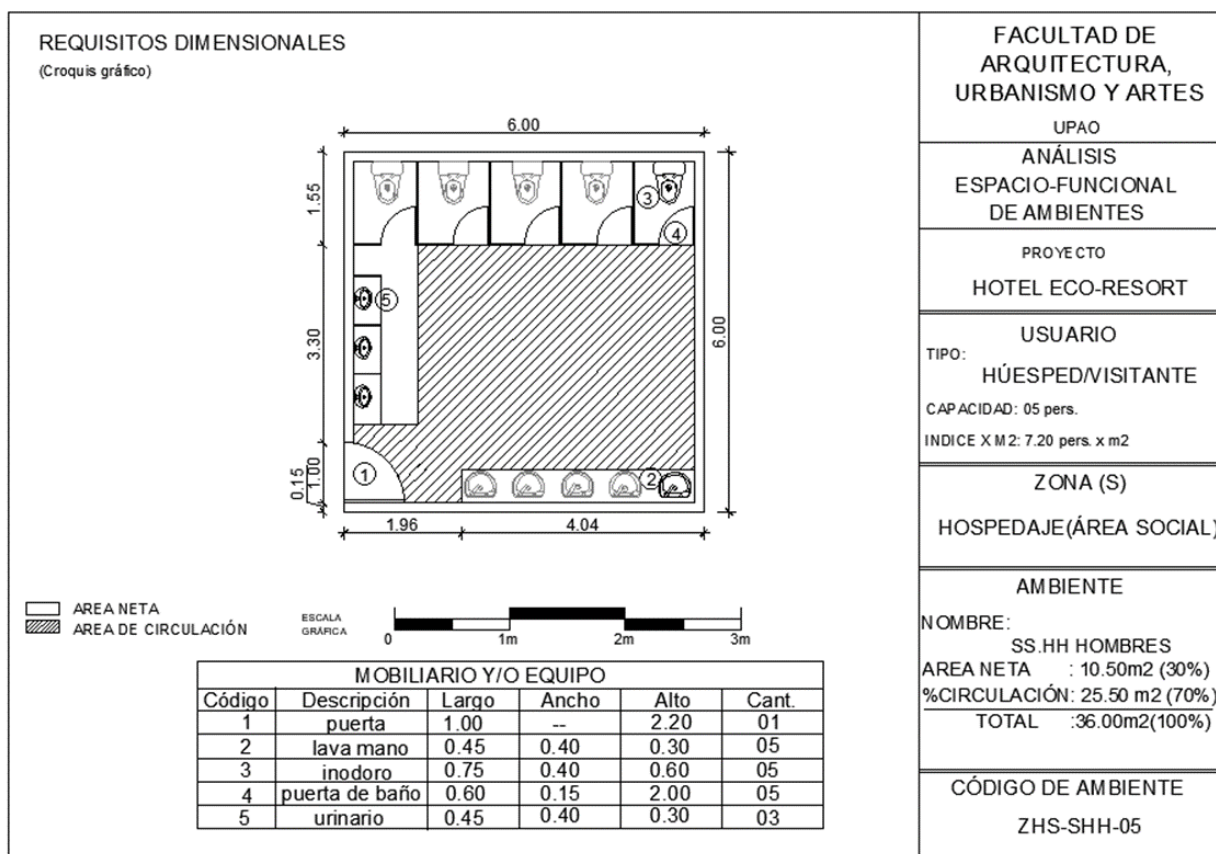 REQUISITOS DIMENSIONALES
(Croquis gráfico)
6.00
1.55
3.30
1.00
0.15
6.00
1.96
4.04
3
4
5
1
2
AREA NETA
AREA DE CIRCULACIÓN
ESCALA
GRÁFICA
0 1m 2m 3m
MOBILIARIO Y/O EQUIPO
Código Descripción Largo Ancho Alto Cant.
1 puerta 1.00 -- 2.20 01
2 lava mano 0.45 0.40 0.30 05
3 inodoro 0.75 0.40 0.60 05
4 puerta de baño 0.60 0.15 2.00 05
5 urinario 0.45 0.40 0.30 03
FACULTAD DE
ARQUITECTURA,
URBANISMO Y ARTES
UPAO
ANÁLISIS
ESPACIO-FUNCIONAL
DE AMBIENTES
PROYECTO
HOTEL ECO-RESORT
USUARIO
TIPO:
HÚESPED/VISITANTE
CAPACIDAD: 05 pers.
INDICE X M2: 7.20 pers. x m2
ZONA (S)
HOSPEDAJE(ÁREA SOCIAL)
AMBIENTE
NOMBRE:
SS.HH HOMBRES
AREA NETA : 10.50m2 (30%)
%CIRCULACIÓN: 25.50 m2 (70%)
TOTAL :36.00m2(100%)
CÓDIGO DE AMBIENTE
ZHS-SHH-05